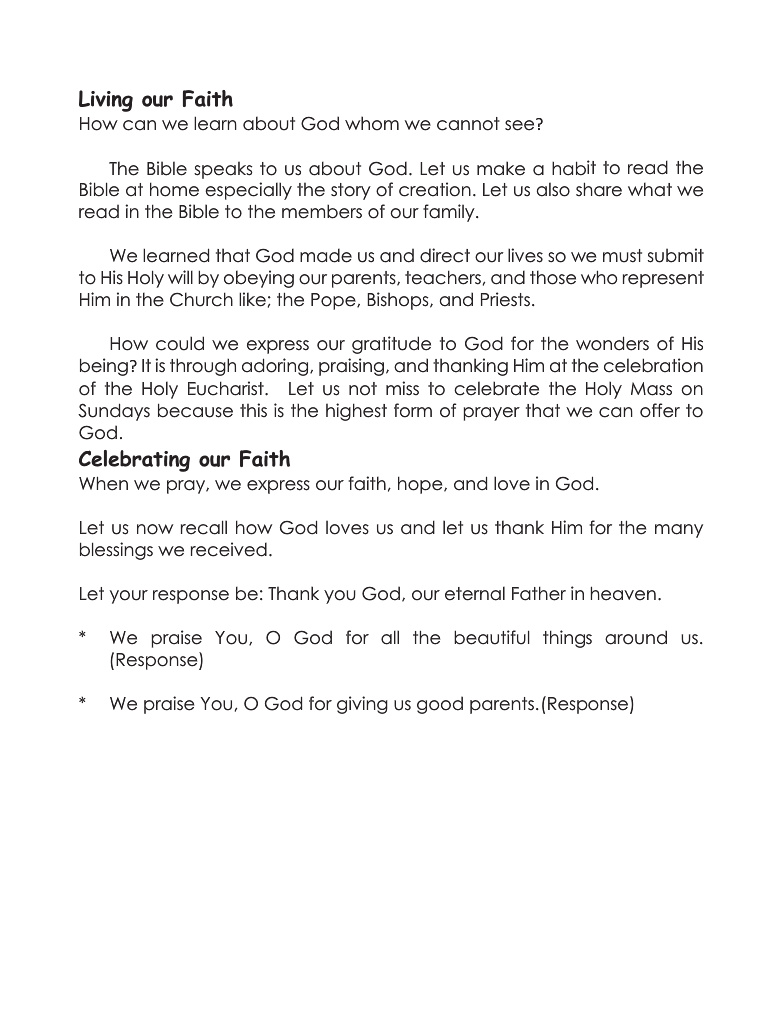 Living our Faith
How can we learn about God whom we cannot see?
The Bible speaks to us about God. Let us make a habit to read the
Bible at home especially the story of creation. Let us also share what we
read in the Bible to the members of our family.
We learned that God made us and direct our lives so we must submit
to His Holy will by obeying our parents, teachers, and those who represent
Him in the Church like; the Pope, Bishops, and Priests.
How could we express our gratitude to God for the wonders of His
being? It is through adoring, praising, and thanking Him at the celebration
of the Holy Eucharist. Let us not miss to celebrate the Holy Mass on
Sundays because this is the highest form of prayer that we can offer to
God.
Celebrating our Faith
When we pray, we express our faith, hope, and love in God.
Let us now recall how God loves us and let us thank Him for the many
blessings we received.
Let your response be: Thank you God, our eternal Father in heaven.
* We praise You, O God for all the beautiful things around us.
(Response)
* We praise You, O God for giving us good parents.(Response)